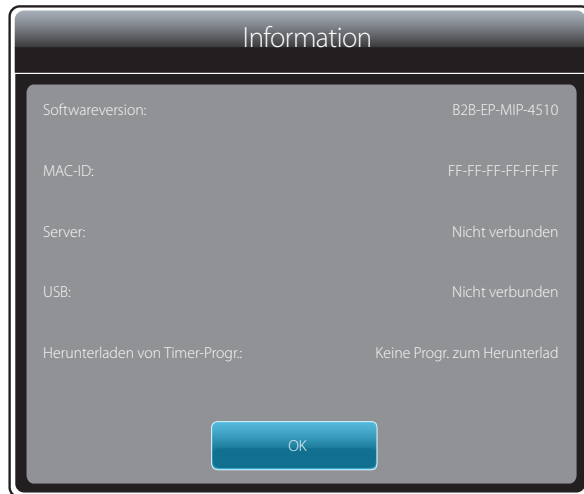 Information
Softwareversion: B2B-EP-MIP-4510
MAC-ID: FF-FF-FF-FF-FF-FF
Server: Nicht verbunden
USB: Nicht verbunden
Herunterladen von Timer-Progr.: Keine Progr. zum Herunterlad
OK